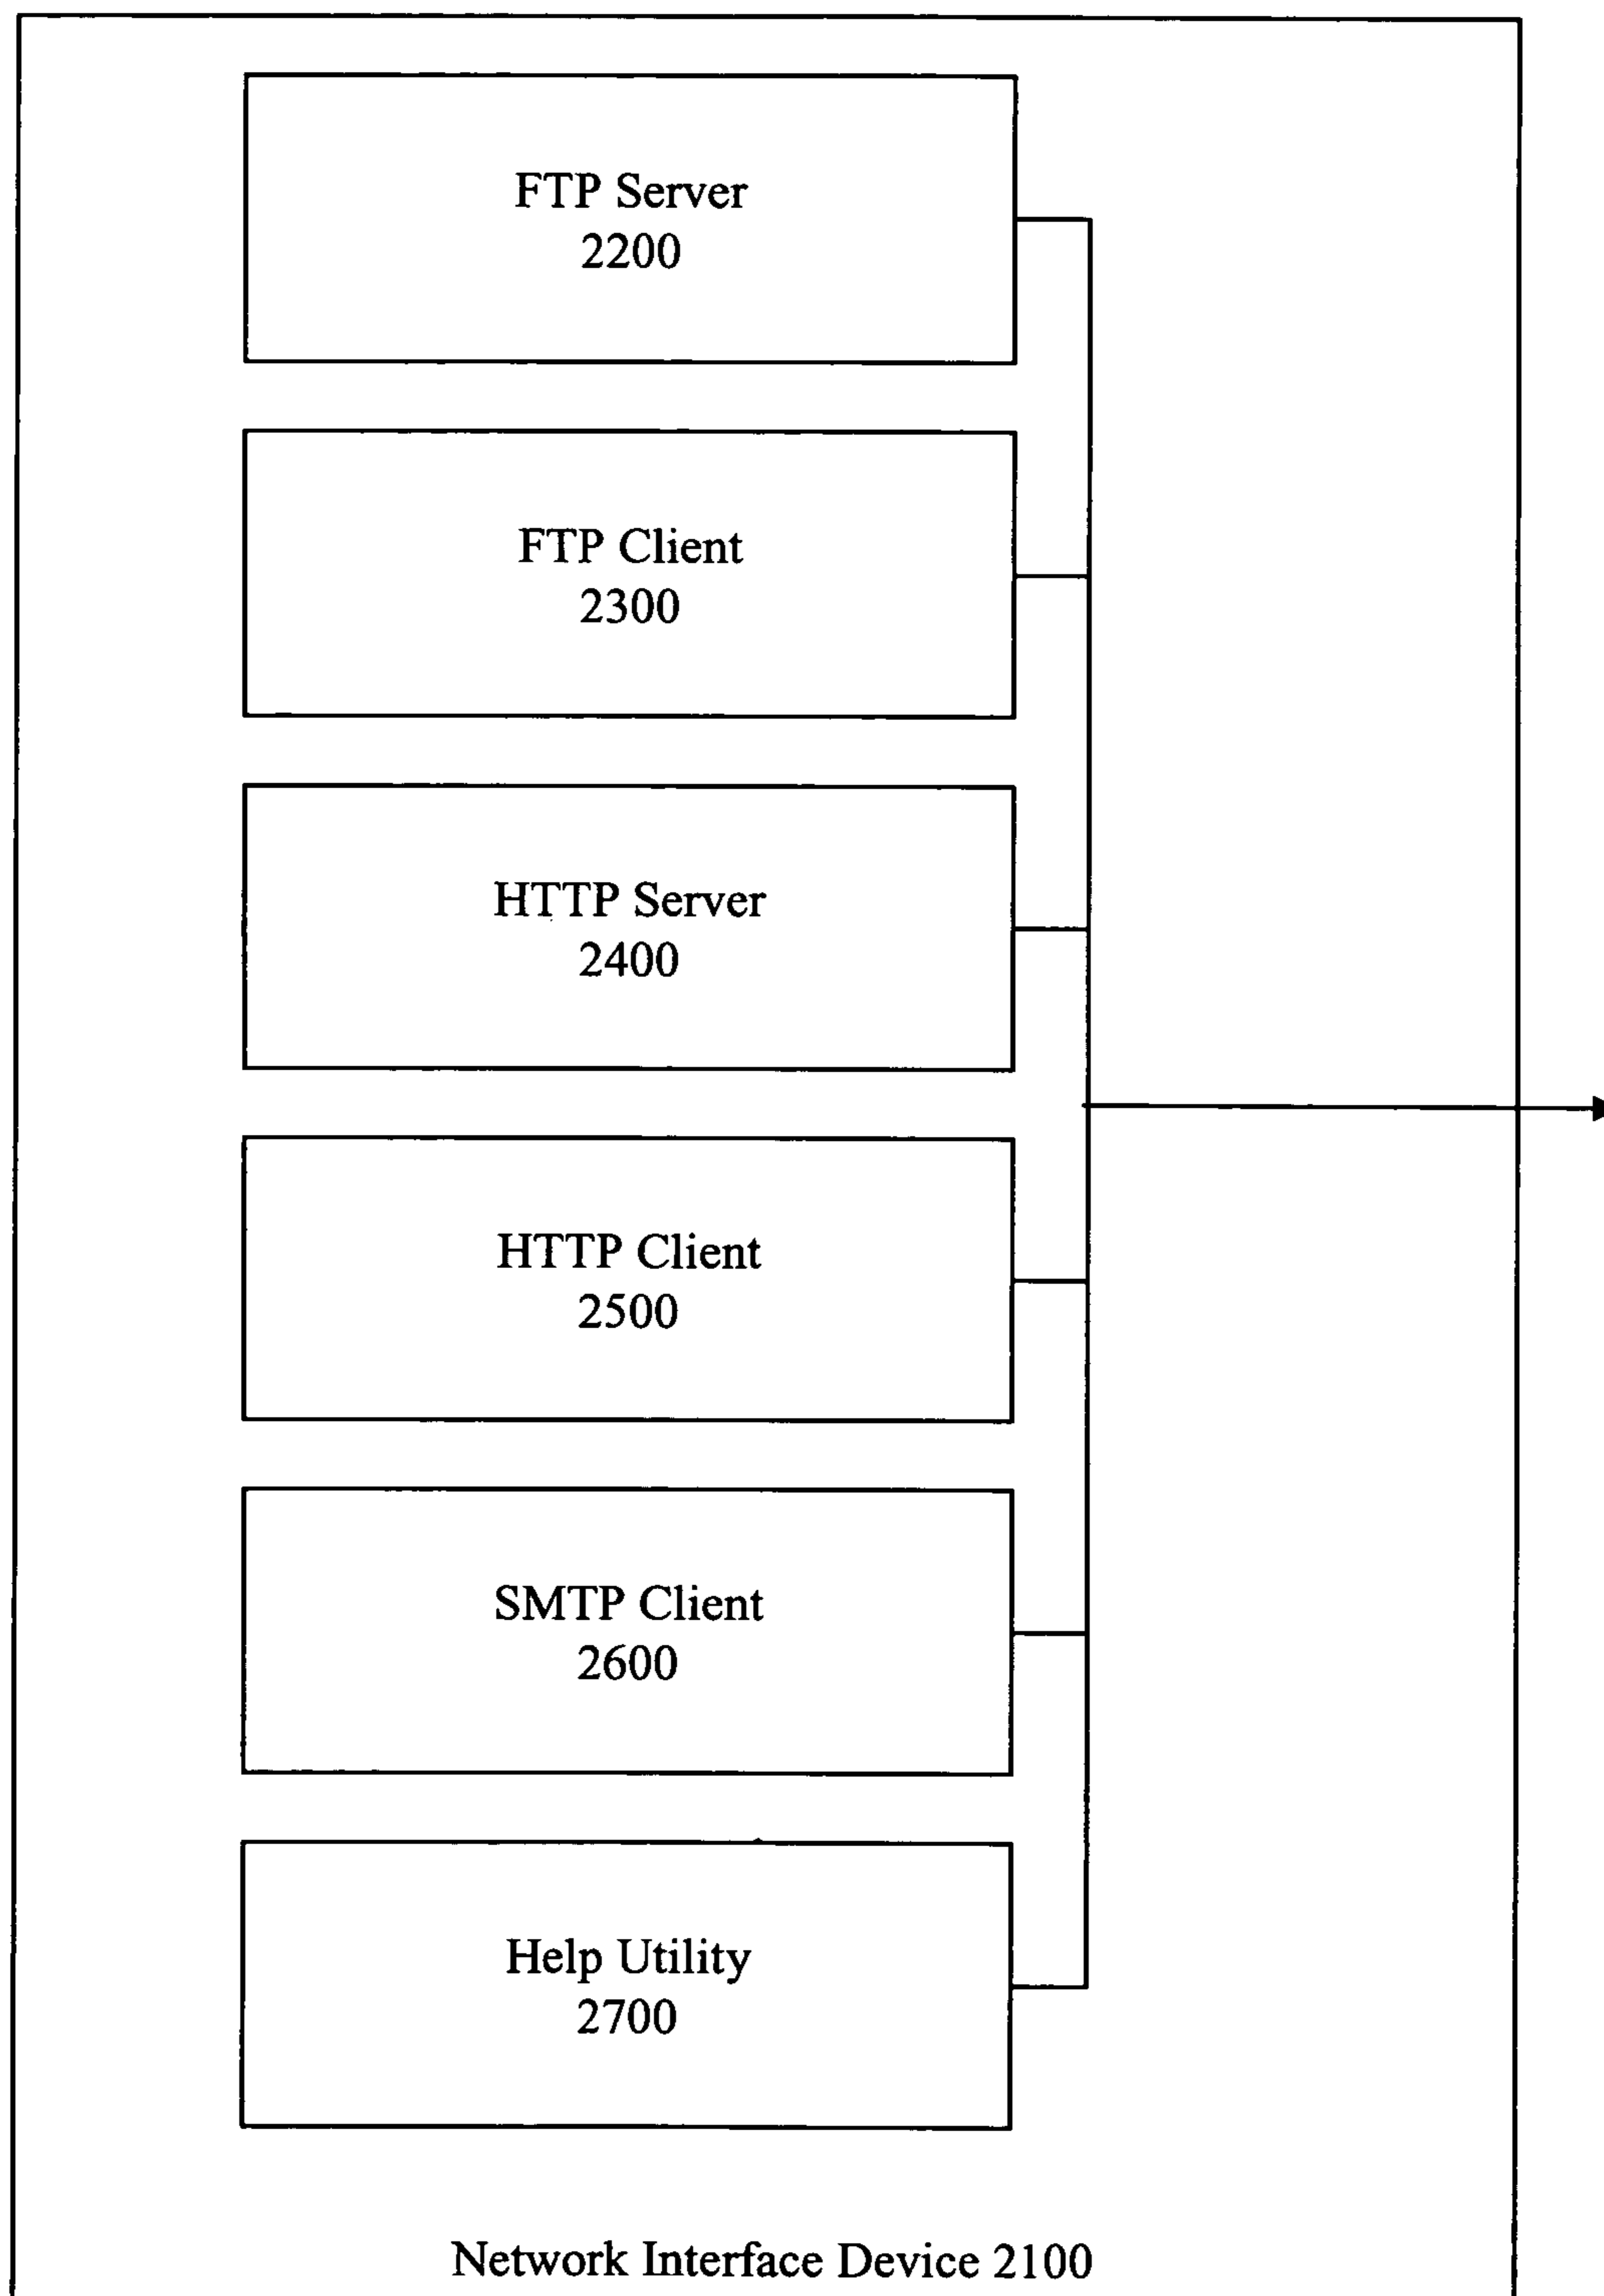 FTP Server
2200
FTP Client
2300
HTTP Server
2400
HTTP Client
2500
SMTP Client
2600
Help Utility
2700
Network Interface Device 2100